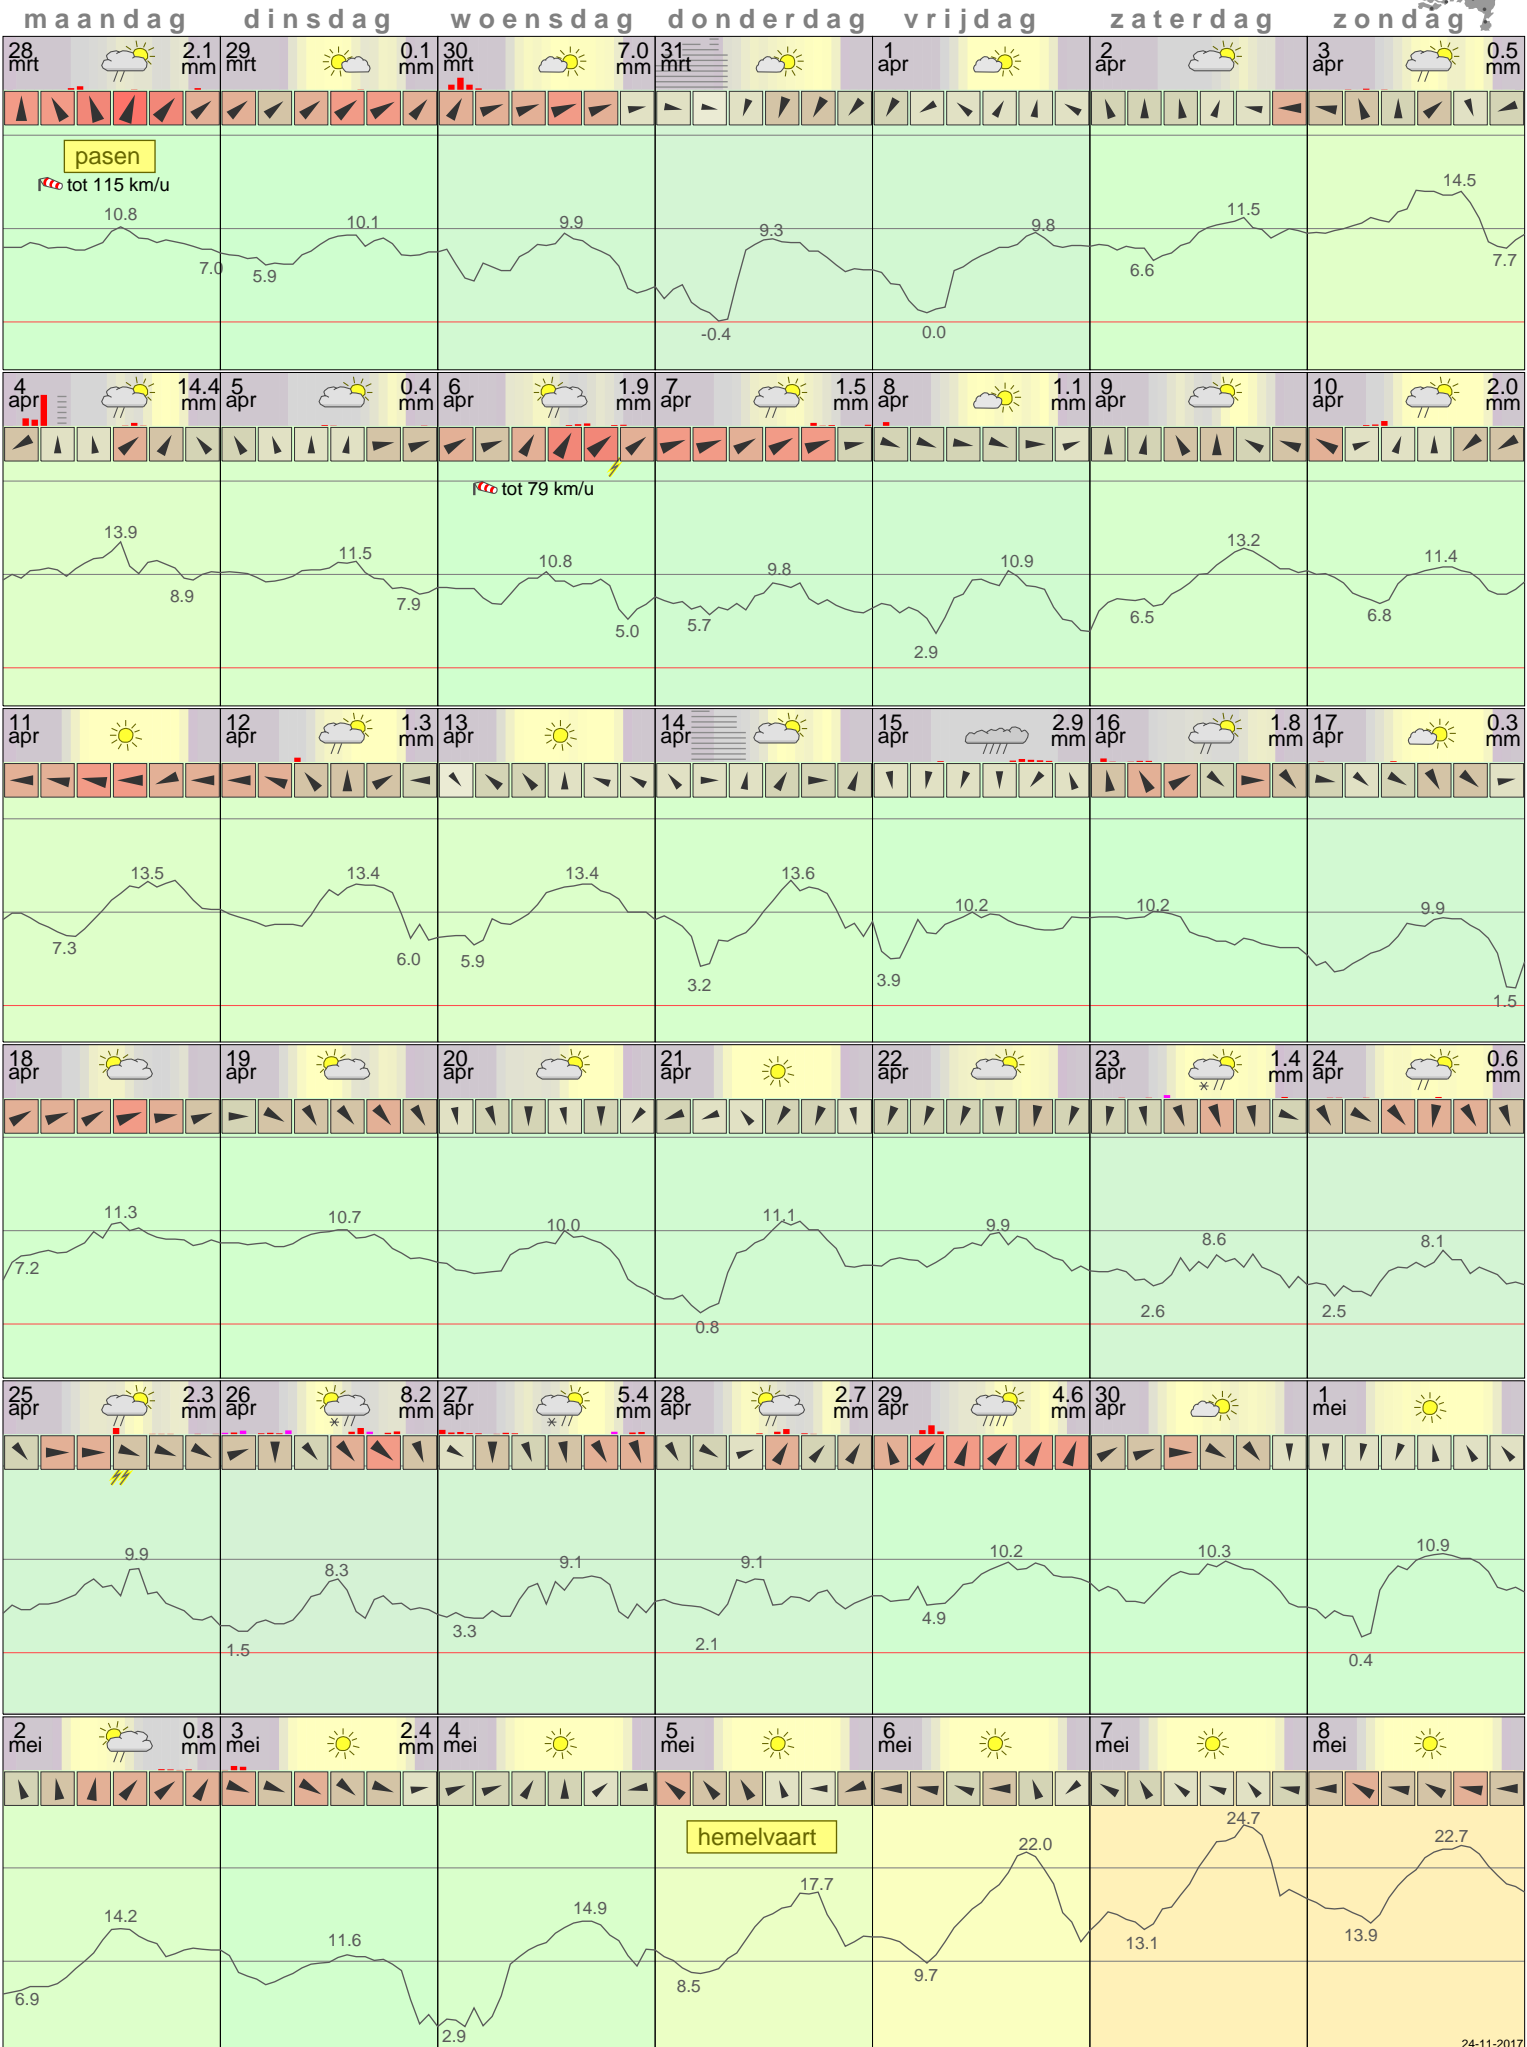 maandag dinsdag woensdag donderdag vrijdag zaterdag zondag
28 mrt 2.1 mm 29 mrt 0.1 mm 30 mrt 7.0 mm 31 mrt 1 apr 2 apr 3 apr 0.5 mm
pasen
tot 115 km/u
10.8 7.0 5.9 10.1 9.9 -0.4 9.3 0.0 9.8 6.6 11.5 14.5 7.7
4 apr 14.4 mm 5 apr 0.4 mm 6 apr 1.9 mm 7 apr 1.5 mm 8 apr 1.1 mm 9 apr 10 apr 2.0 mm
tot 79 km/u
13.9 8.9 11.5 7.9 10.8 5.0 5.7 9.8 2.9 10.9 6.5 13.2 6.8 11.4
11 apr 12 apr 1.3 mm 13 apr 14 apr 15 apr 2.9 mm 16 apr 1.8 mm 17 apr 0.3 mm
7.3 13.5 13.4 6.0 5.9 13.4 3.2 13.6 3.9 10.2 10.2 9.9 1.5
18 apr 19 apr 20 apr 21 apr 22 apr 23 apr 1.4 mm 24 apr 0.6 mm
7.2 11.3 10.7 10.0 0.8 11.1 9.9 2.6 8.6 2.5 8.1
25 apr 2.3 mm 26 apr 8.2 mm 27 apr 5.4 mm 28 apr 2.7 mm 29 apr 4.6 mm 30 apr 1 mei
9.9 1.5 8.3 3.3 9.1 2.1 9.1 4.9 10.2 10.3 0.4 10.9
2 mei 0.8 mm 3 mei 2.4 mm 4 mei 5 mei 6 mei 7 mei 8 mei
hemelvaart
6.9 14.2 11.6 2.9 14.9 8.5 17.7 9.7 22.0 13.1 24.7 13.9 22.7
24-11-2017